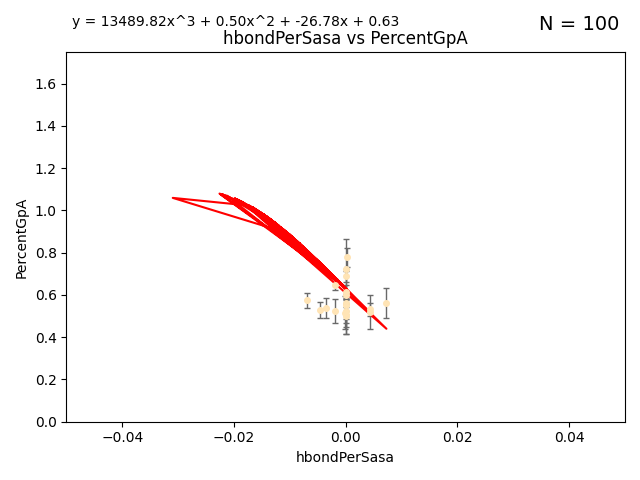 y = 13489.82x^3 + 0.50x^2 + -26.78x + 0.63
N = 100
hbondPerSasa vs PercentGpA
PercentGpA
1.6
1.4
1.2
1.0
0.8
0.6
0.4
0.2
0.0
−0.04 −0.02 0.00 0.02 0.04
hbondPerSasa